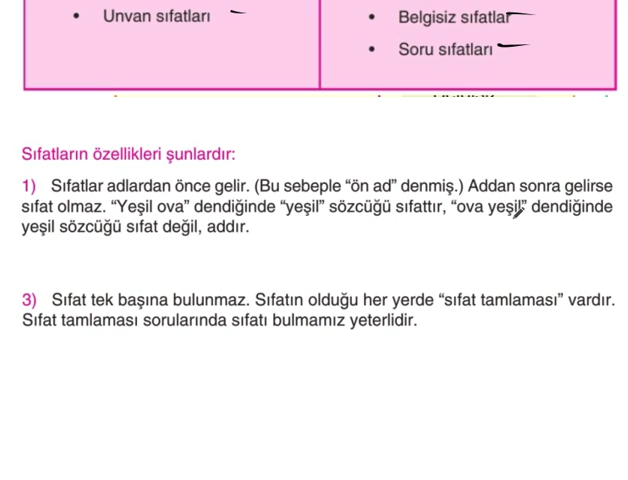 • Unvan sıfatları
• Belgisiz sıfatlar
• Soru sıfatları
Sıfatların özellikleri şunlardır:
1) Sıfatlar adlardan önce gelir. (Bu sebeple “ön ad” denmiş.) Addan sonra gelirse
sıfat olmaz. “Yeşil ova” dendiğinde “yeşil” sözcüğü sıfattır, “ova yeşil” dendiğinde
yeşil sözcüğü sıfat değil, addır.
3) Sıfat tek başına bulunmaz. Sıfatın olduğu her yerde “sıfat tamlaması” vardır.
Sıfat tamlaması sorularında sıfatı bulmamız yeterlidir.